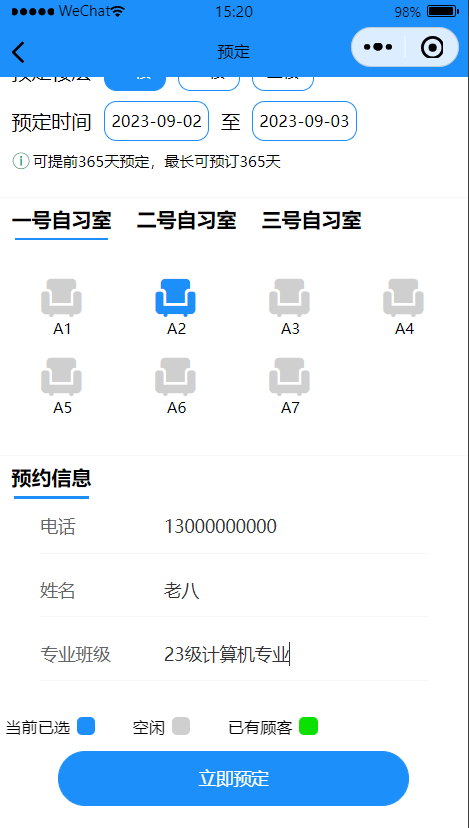 WeChat 15:20 98%
预定
预定时间 2023-09-02 至 2023-09-03
可提前365天预定，最长可预订365天
一号自习室 二号自习室 三号自习室
A1 A2 A3 A4
A5 A6 A7
预约信息
电话 13000000000
姓名 老八
专业班级 23级计算机专业
当前已选 空闲 已有顾客
立即预定